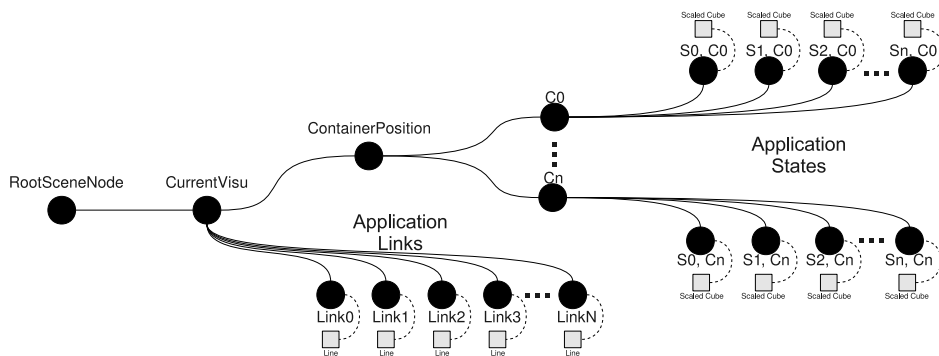 Scaled Cube Scaled Cube Scaled Cube Scaled Cube
S0, C0 S1, C0 S2, C0 Sn, C0
C0
ContainerPosition
Application
States
RootSceneNode CurrentVisu
Cn
Application
Links
S0, Cn S1, Cn S2, Cn Sn, Cn
Scaled Cube Scaled Cube Scaled Cube Scaled Cube
Link0 Link1 Link2 Link3 LinkN
Line Line Line Line Line